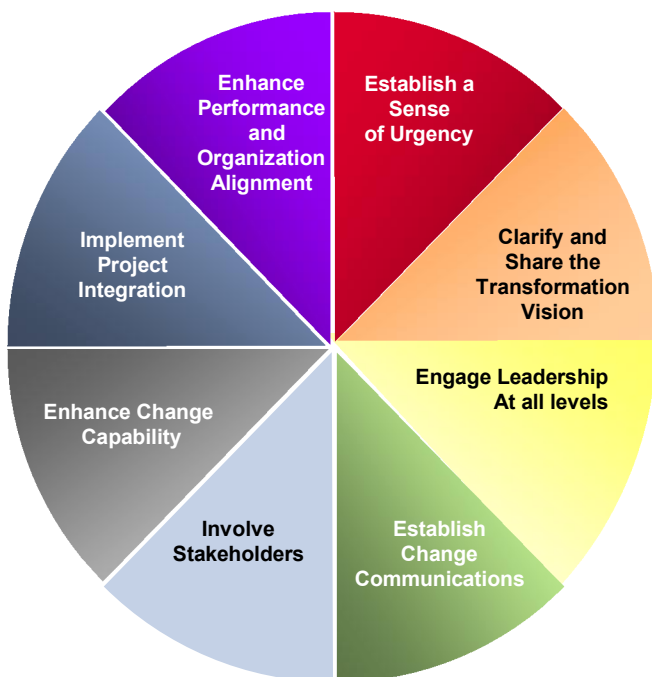 Establish a
Sense
of Urgency
Clarify and
Share the
Transformation
Vision
Engage Leadership
At all levels
Establish
Change
Communications
Involve
Stakeholders
Enhance Change
Capability
Implement
Project
Integration
Enhance
Performance
and
Organization
Alignment